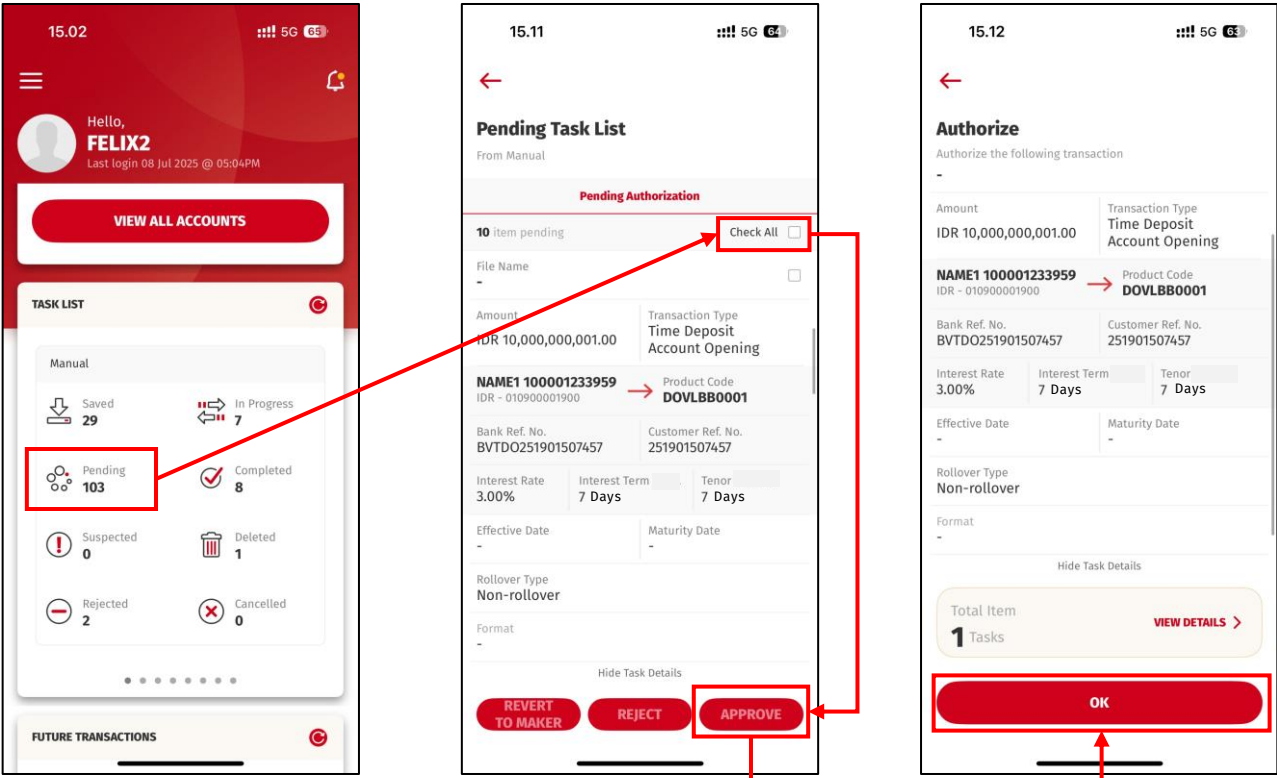 15.02
5G 65
Hello,
FELIX2
Last login 08 Jul 2025 @ 05:04PM
VIEW ALL ACCOUNTS
TASK LIST
Manual
Saved
29
In Progress
7
Pending
103
Completed
8
Suspected
0
Deleted
1
Rejected
2
Cancelled
0
FUTURE TRANSACTIONS
15.11
5G 64
Pending Task List
From Manual
Pending Authorization
10 item pending
Check All
File Name
-
Amount
IDR 10,000,000,001.00
Transaction Type
Time Deposit
Account Opening
NAME1 100001233959
IDR - 010900001900
Product Code
DOVLBB0001
Bank Ref. No.
BVTDO251901507457
Customer Ref. No.
251901507457
Interest Rate
3.00%
Interest Term
7 Days
Tenor
7 Days
Effective Date
-
Maturity Date
-
Rollover Type
Non-rollover
Format
-
Hide Task Details
REVERT
TO MAKER
REJECT
APPROVE
15.12
5G 63
Authorize
Authorize the following transaction
-
Amount
IDR 10,000,000,001.00
Transaction Type
Time Deposit
Account Opening
NAME1 100001233959
IDR - 010900001900
Product Code
DOVLBB0001
Bank Ref. No.
BVTDO251901507457
Customer Ref. No.
251901507457
Interest Rate
3.00%
Interest Term
7 Days
Tenor
7 Days
Effective Date
-
Maturity Date
-
Rollover Type
Non-rollover
Format
-
Hide Task Details
Total Item
1 Tasks
VIEW DETAILS
OK